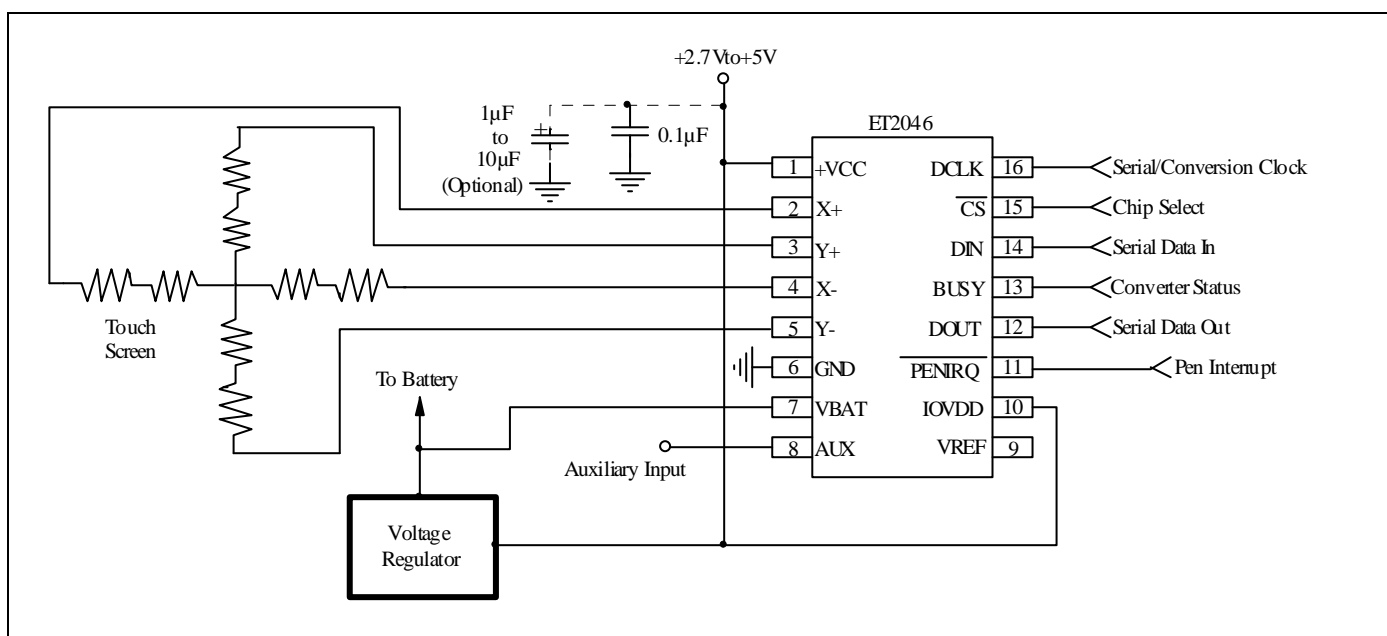 +2.7Vto+5V
1µF
to
10µF
(Optional)
+
0.1µF
ET2046
1 +VCC DCLK 16 Serial/Conversion Clock
2 X+ CS 15 Chip Select
3 Y+ DIN 14 Serial Data In
4 X- BUSY 13 Converter Status
5 Y- DOUT 12 Serial Data Out
6 GND PENIRQ 11 Pen Interrupt
7 VBAT IOVDD 10
8 AUX VREF 9
Touch
Screen
To Battery
Auxiliary Input
Voltage
Regulator